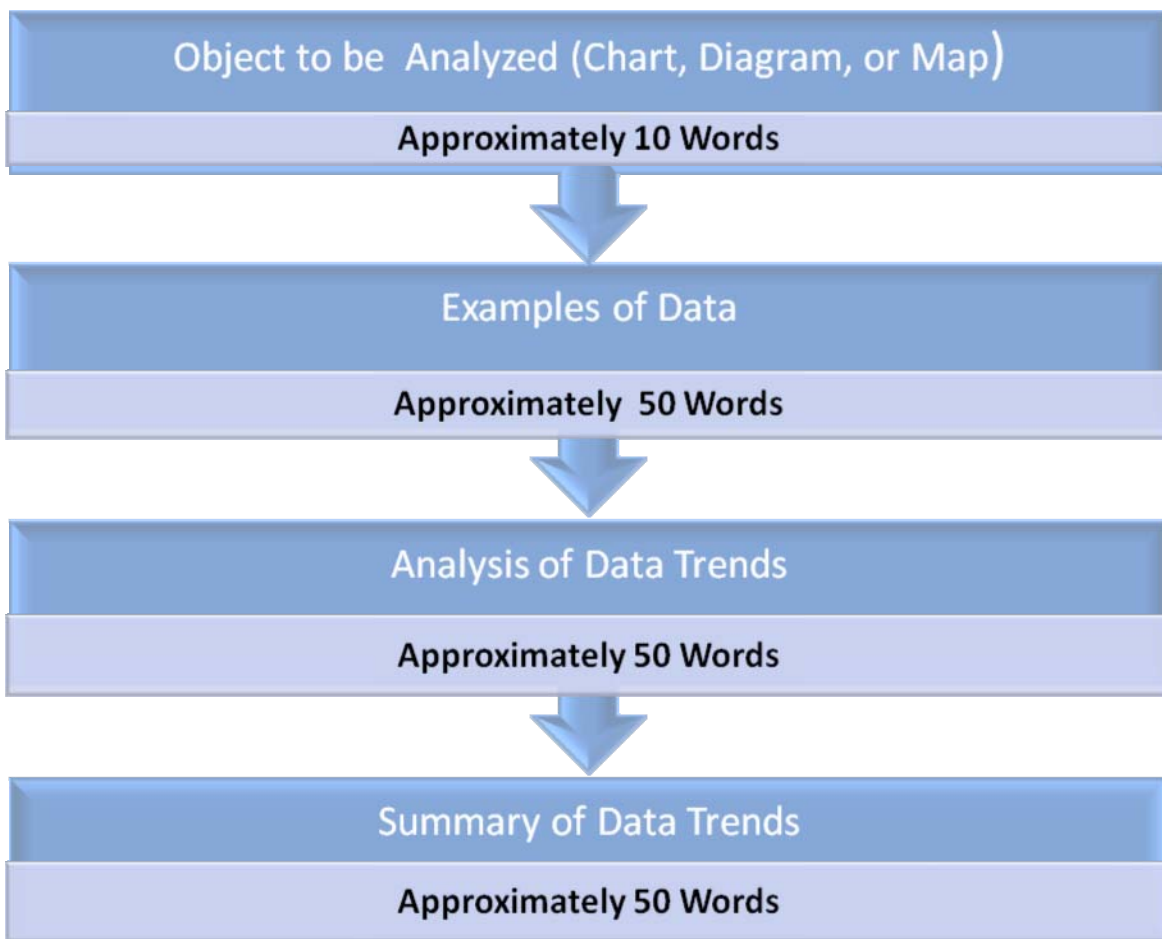 Object to be Analyzed (Chart, Diagram, or Map)
Approximately 10 Words
Examples of Data
Approximately 50 Words
Analysis of Data Trends
Approximately 50 Words
Summary of Data Trends
Approximately 50 Words